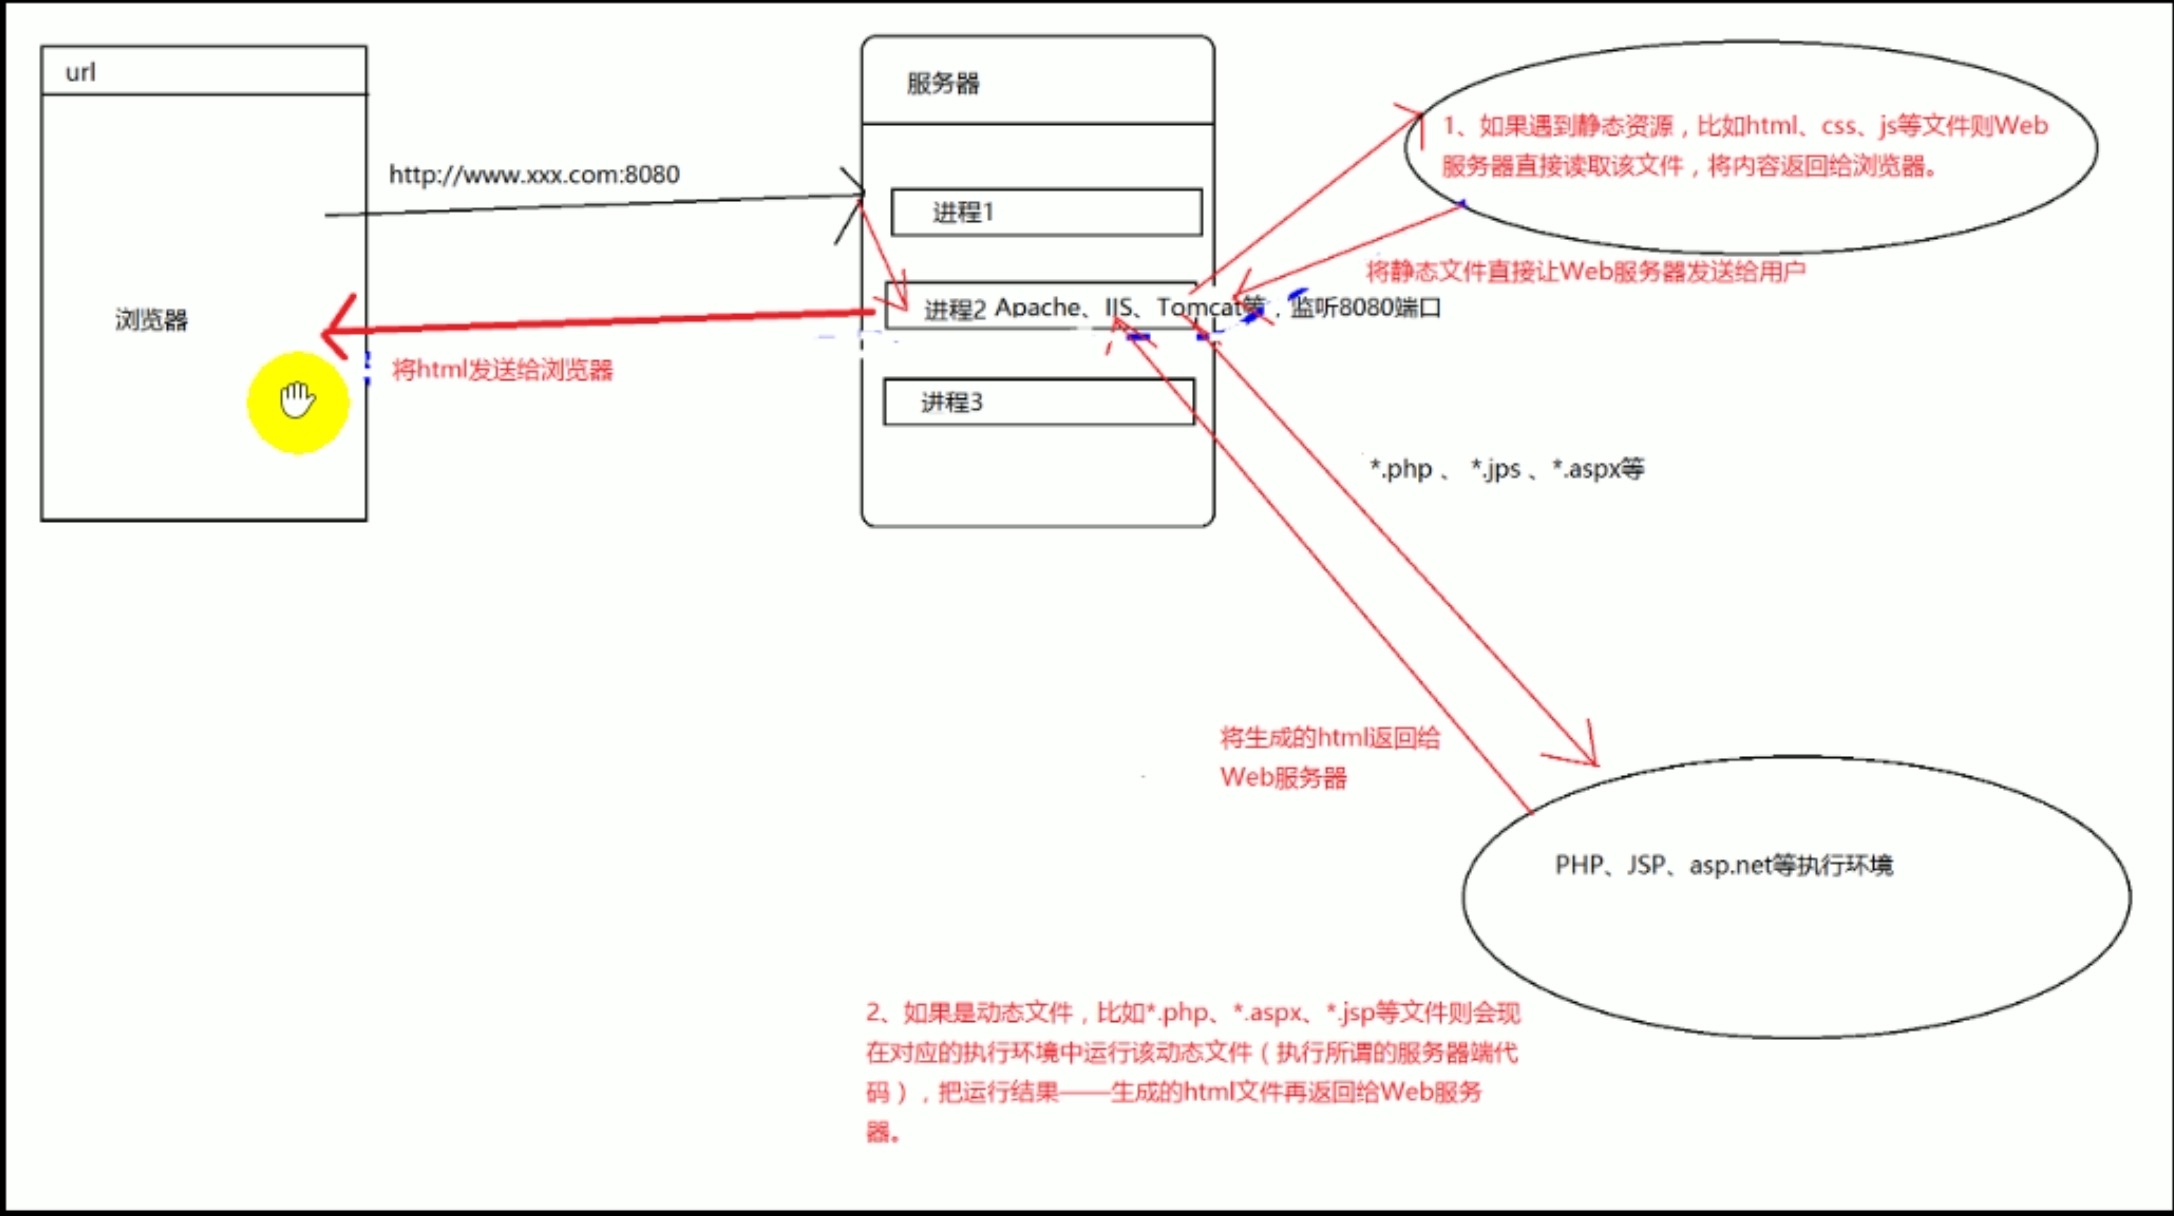 url
服务器
1、如果遇到静态资源，比如html、css、js等文件则Web
服务器直接读取该文件，将内容返回给浏览器。
http://www.xxx.com:8080
进程1
将静态文件直接让Web服务器发送给用户
进程2 Apache、IIS、Tomcat等，监听8080端口
浏览器
将html发送给浏览器
进程3
*.php 、 *.jps 、*.aspx等
将生成的html返回给
Web服务器
PHP、JSP、asp.net等执行环境
2、如果是动态文件，比如*.php、*.aspx、*.jsp等文件则会现
在对应的执行环境中运行该动态文件（执行所谓的服务器端代
码），把运行结果——生成的html文件再返回给Web服务
器。